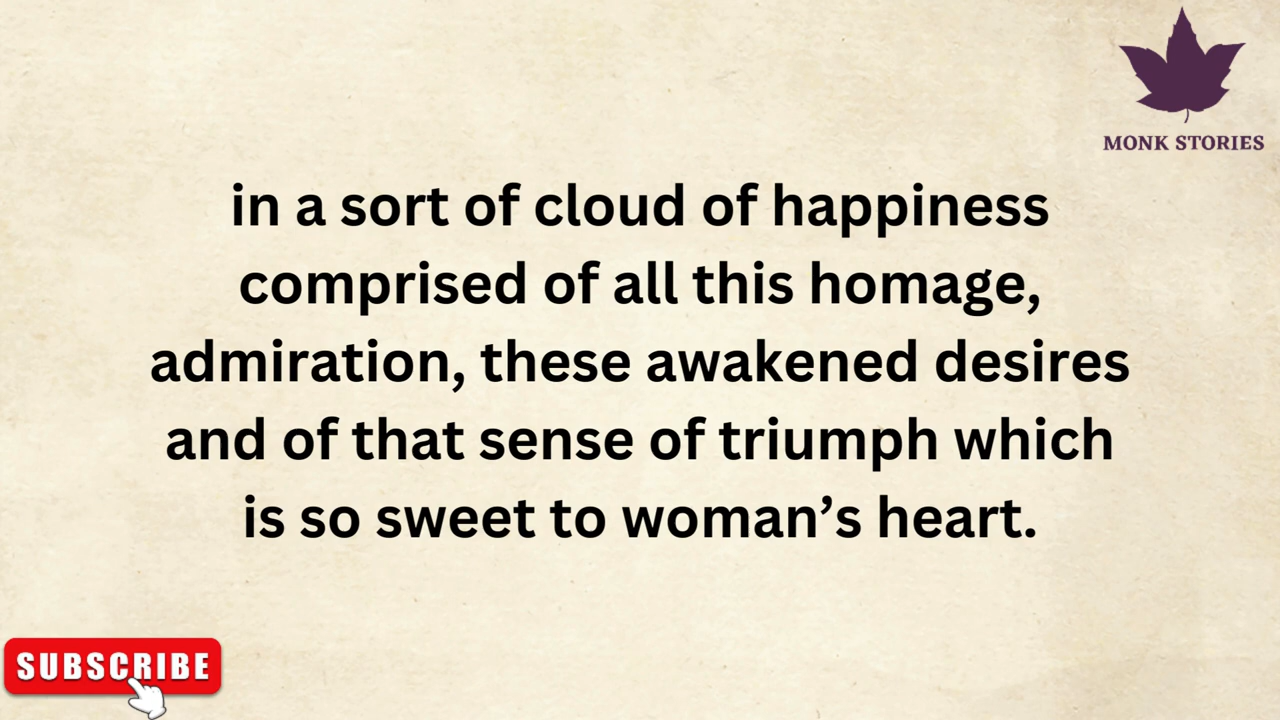 MONK STORIES
in a sort of cloud of happiness
comprised of all this homage,
admiration, these awakened desires
and of that sense of triumph which
is so sweet to woman’s heart.
SUBSCRIBE